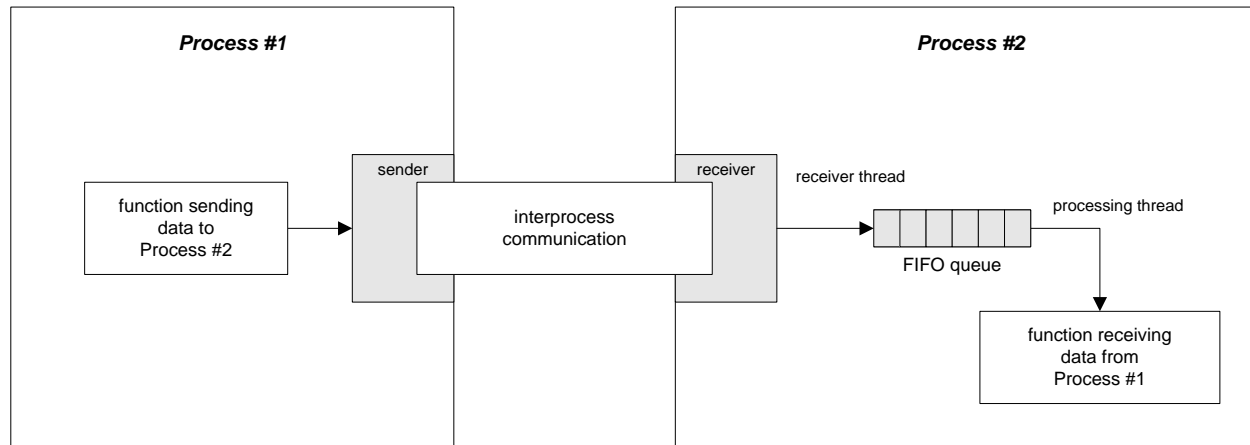 Process #1
Process #2
sender
receiver
receiver thread
function sending
data to
Process #2
interprocess
communication
processing thread
FIFO queue
function receiving
data from
Process #1